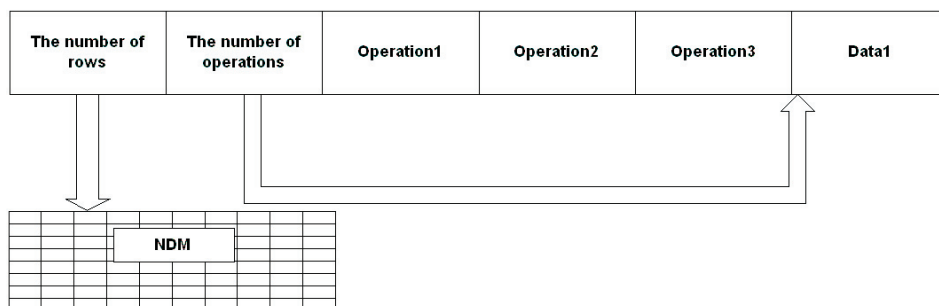 The number of
rows
The number of
operations
Operation1
Operation2
Operation3
Data1
NDM